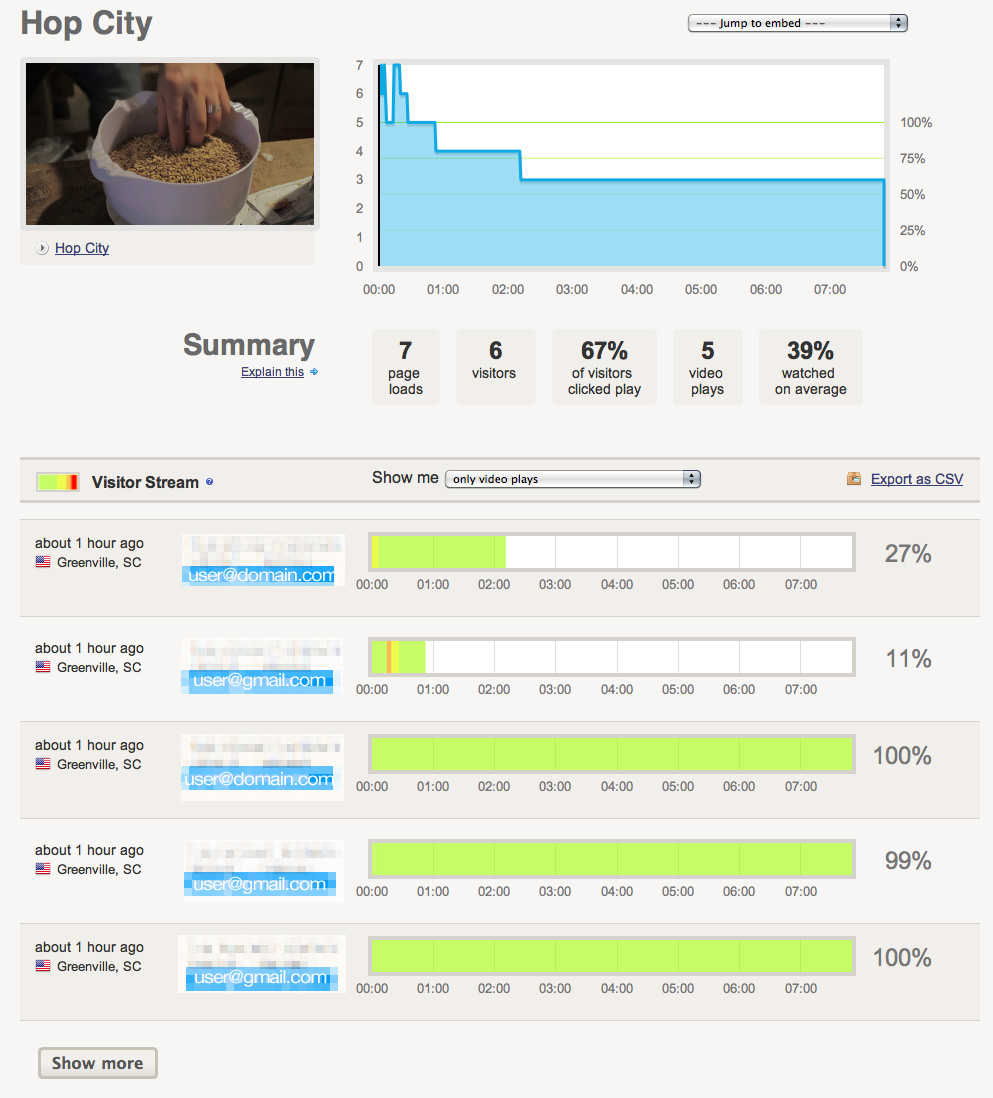 Hop City
--- Jump to embed ---
7
6
5
4
3
2
1
0
100%
75%
50%
25%
0%
00:00 01:00 02:00 03:00 04:00 05:00 06:00 07:00
Hop City
Summary
Explain this
7
page
loads
6
visitors
67%
of visitors
clicked play
5
video
plays
39%
watched
on average
Visitor Stream ?
Show me only video plays
Export as CSV
about 1 hour ago
Greenville, SC
user@domain.com
00:00 01:00 02:00 03:00 04:00 05:00 06:00 07:00
27%
about 1 hour ago
Greenville, SC
user@gmail.com
00:00 01:00 02:00 03:00 04:00 05:00 06:00 07:00
11%
about 1 hour ago
Greenville, SC
user@domain.com
00:00 01:00 02:00 03:00 04:00 05:00 06:00 07:00
100%
about 1 hour ago
Greenville, SC
user@gmail.com
00:00 01:00 02:00 03:00 04:00 05:00 06:00 07:00
99%
about 1 hour ago
Greenville, SC
user@gmail.com
00:00 01:00 02:00 03:00 04:00 05:00 06:00 07:00
100%
Show more